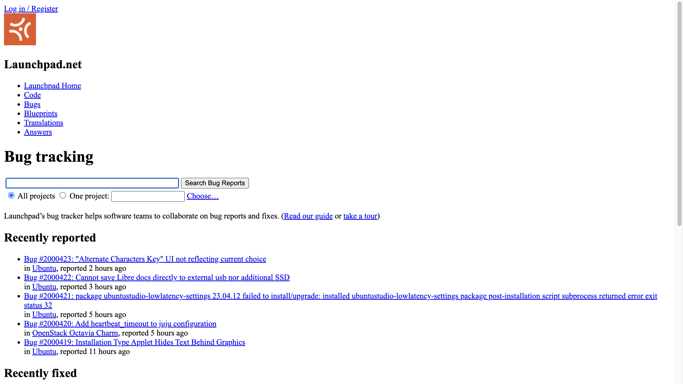 Log in / Register
Launchpad.net
Launchpad Home
Code
Bugs
Blueprints
Translations
Answers
Bug tracking
Search Bug Reports
All projects One project: Choose…
Launchpad's bug tracker helps software teams to collaborate on bug reports and fixes. (Read our guide or take a tour)
Recently reported
Bug #2000423: "Alternate Characters Key" UI not reflecting current choice
in Ubuntu, reported 2 hours ago
Bug #2000422: Cannot save Libre docs directly to external usb nor additional SSD
in Ubuntu, reported 3 hours ago
Bug #2000421: package ubuntustudio-lowlatency-settings 23.04.12 failed to install/upgrade: installed ubuntustudio-lowlatency-settings package post-installation script subprocess returned error exit
status 32
in Ubuntu, reported 5 hours ago
Bug #2000420: Add heartbeat_timeout to juju configuration
in OpenStack Octavia Charm, reported 5 hours ago
Bug #2000419: Installation Type Applet Hides Text Behind Graphics
in Ubuntu, reported 11 hours ago
Recently fixed